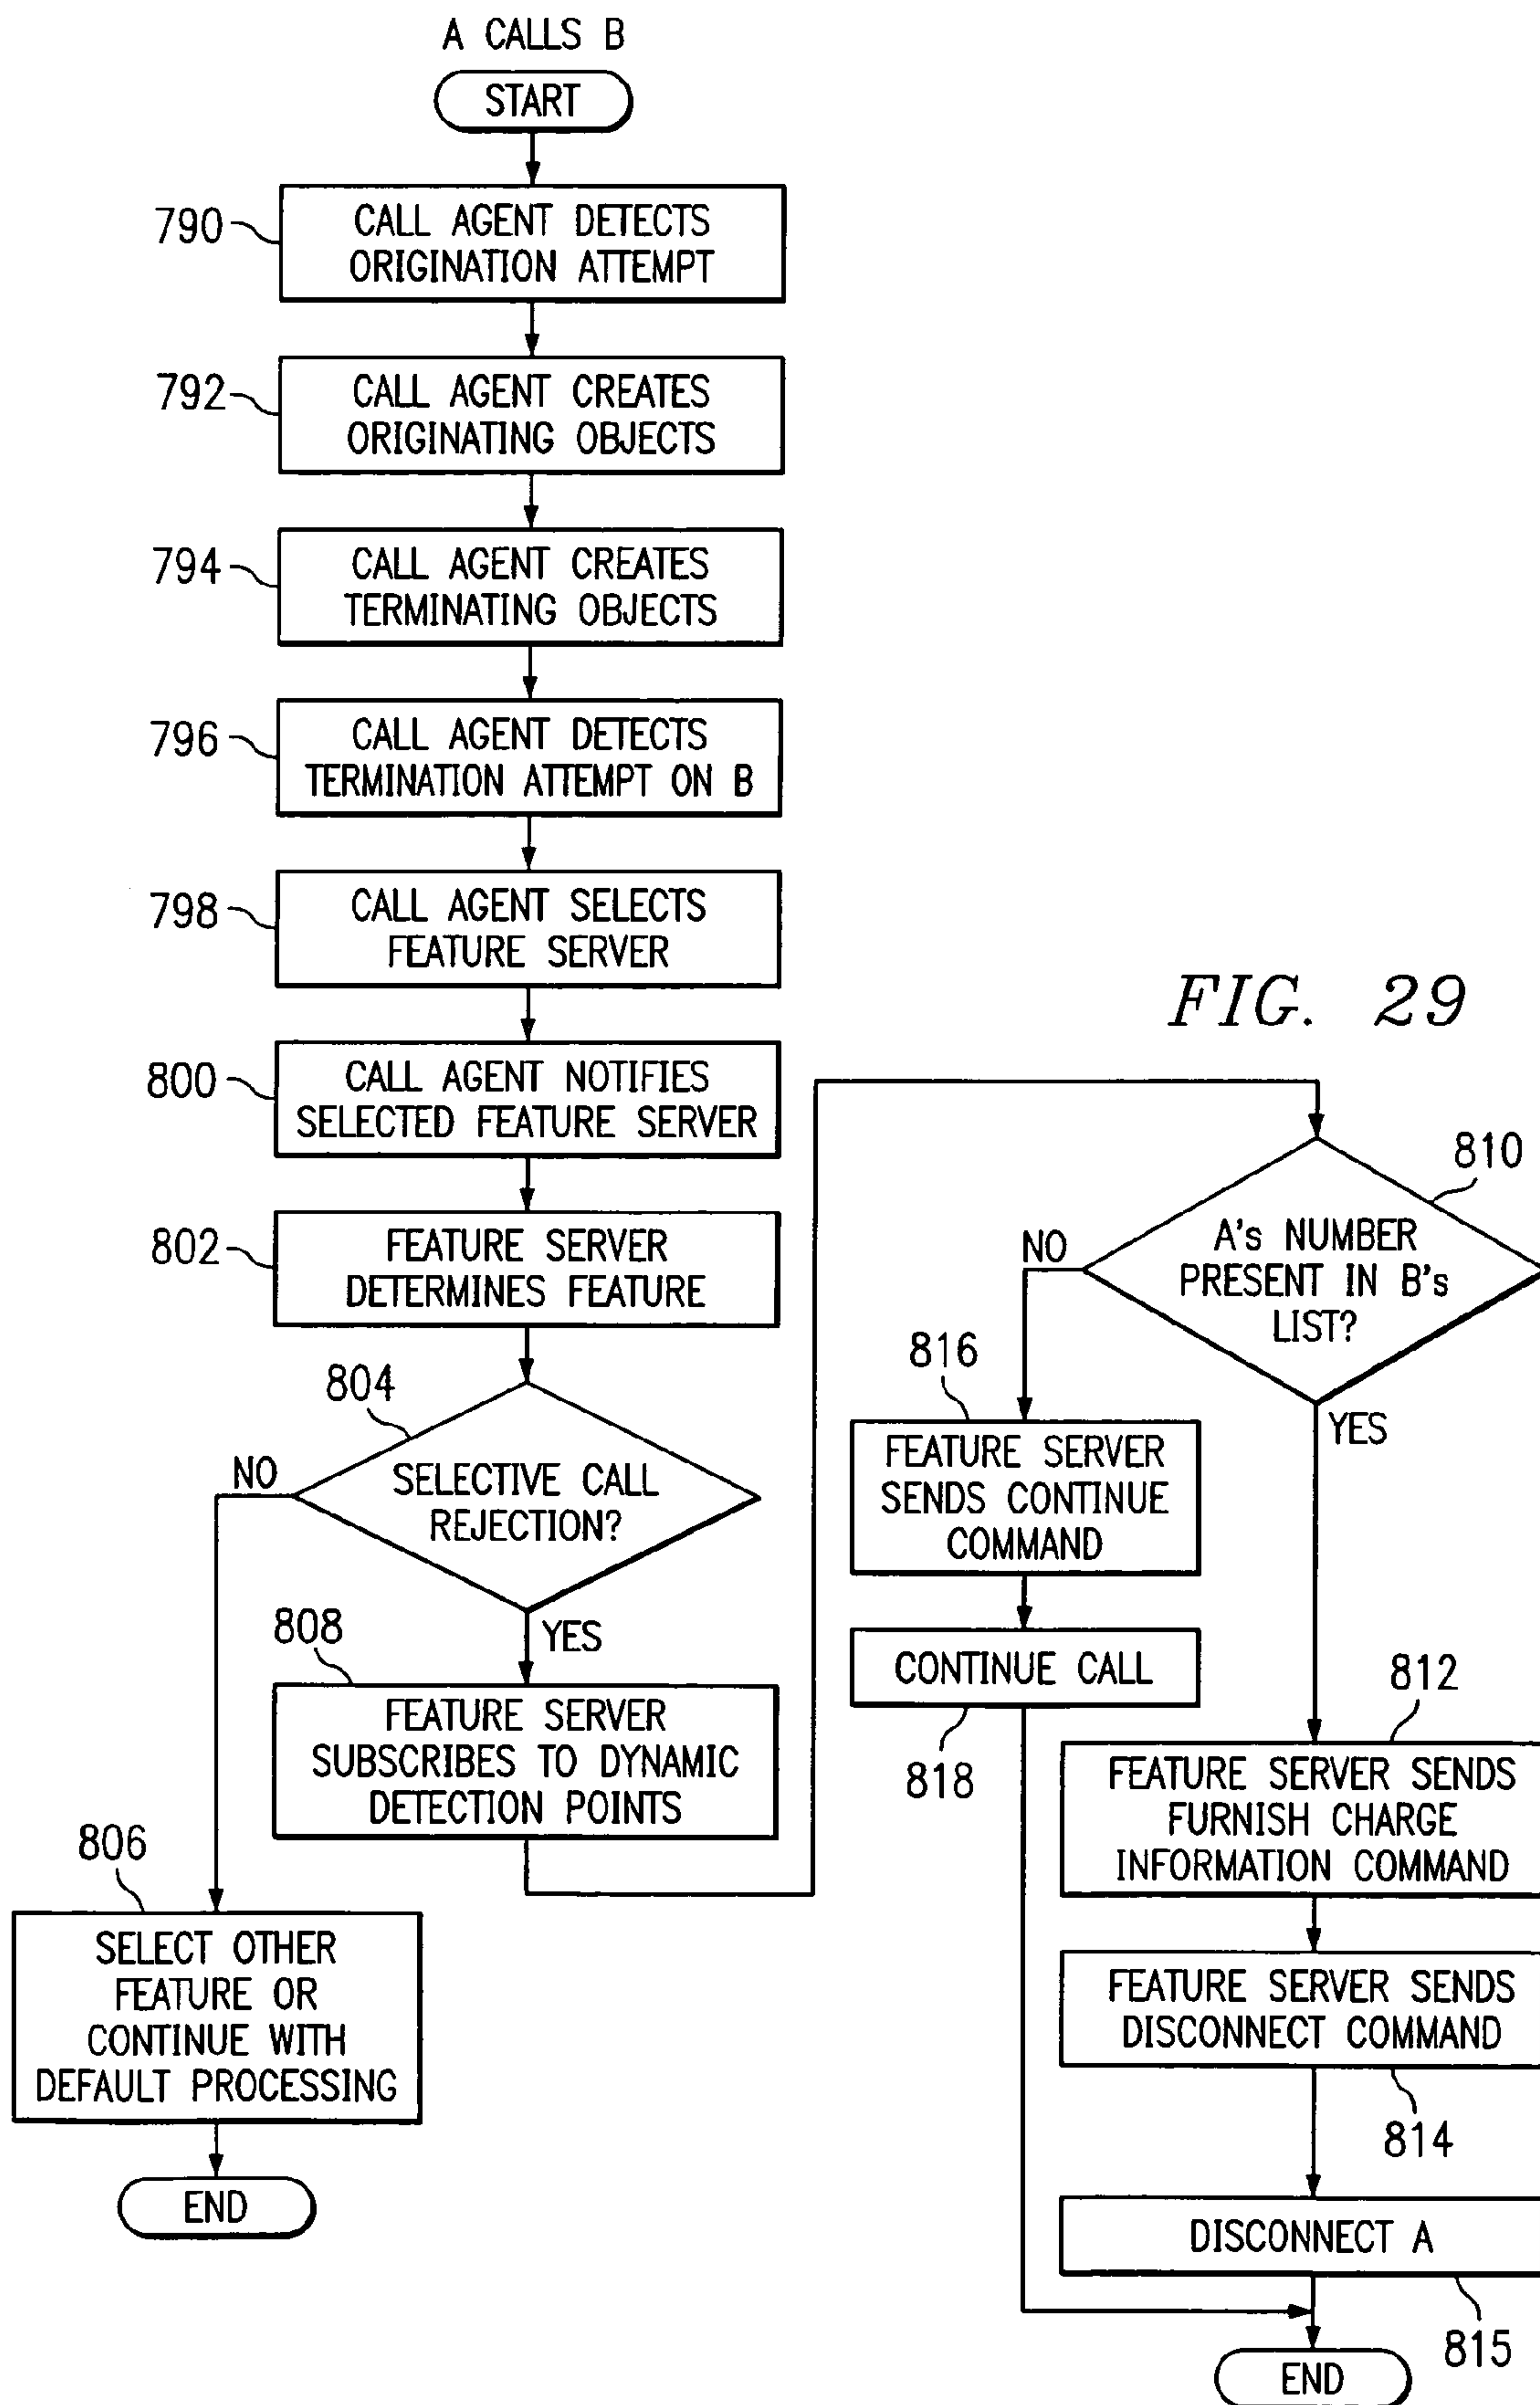 A CALLS B
START
790
CALL AGENT DETECTS
ORIGINATION ATTEMPT
792
CALL AGENT CREATES
ORIGINATING OBJECTS
794
CALL AGENT CREATES
TERMINATING OBJECTS
796
CALL AGENT DETECTS
TERMINATION ATTEMPT ON B
798
CALL AGENT SELECTS
FEATURE SERVER
800
CALL AGENT NOTIFIES
SELECTED FEATURE SERVER
802
FEATURE SERVER
DETERMINES FEATURE
804
SELECTIVE CALL
REJECTION?
NO
YES
808
FEATURE SERVER
SUBSCRIBES TO DYNAMIC
DETECTION POINTS
806
SELECT OTHER
FEATURE OR
CONTINUE WITH
DEFAULT PROCESSING
END
FIG. 29
810
A's NUMBER
PRESENT IN B's
LIST?
NO
YES
816
FEATURE SERVER
SENDS CONTINUE
COMMAND
CONTINUE CALL
818
812
FEATURE SERVER SENDS
FURNISH CHARGE
INFORMATION COMMAND
FEATURE SERVER SENDS
DISCONNECT COMMAND
814
DISCONNECT A
815
END